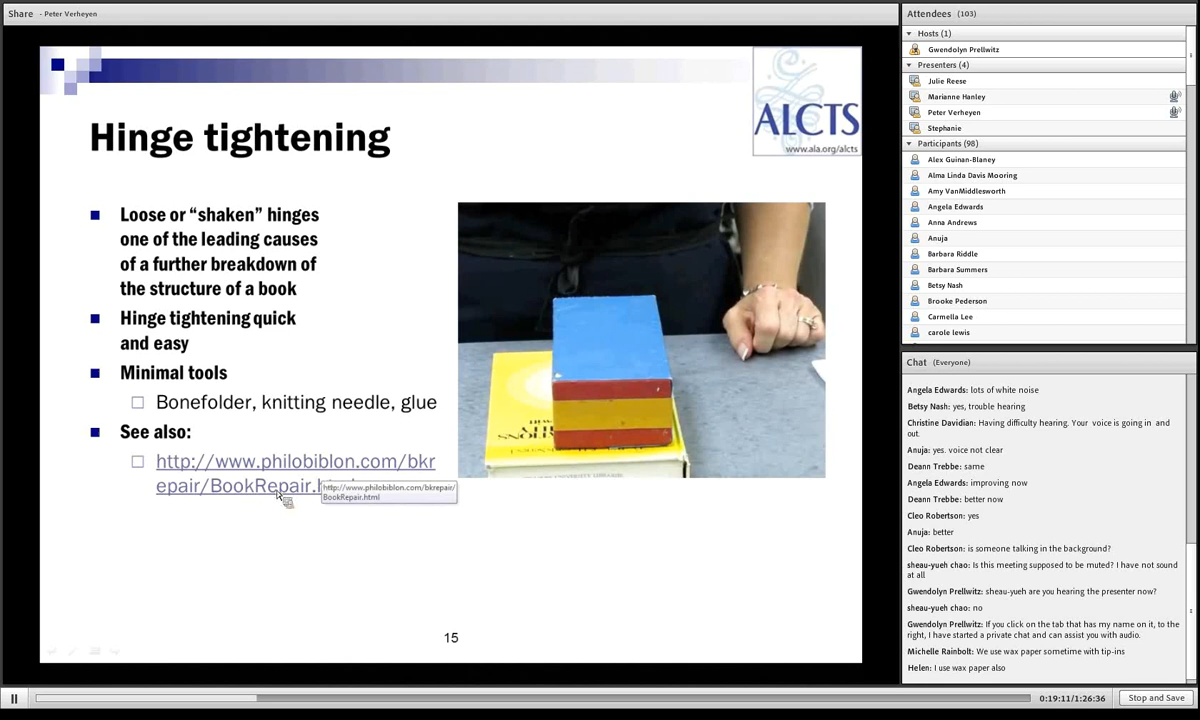 Share - Peter Verheyen
Hinge tightening
ALCTS
www.ala.org/alcts
Loose or “shaken” hinges
one of the leading causes
of a further breakdown of
the structure of a book
Hinge tightening quick
and easy
Minimal tools
Bonefolder, knitting needle, glue
See also:
http://www.philobiblon.com/bkr
epair/BookRepair.h
http://www.philobiblon.com/bkrepair/
BookRepair.html
15
Attendees (103)
Hosts (1)
Gwendolyn Prellwitz
Presenters (4)
Julie Reese
Marianne Hanley
Peter Verheyen
Stephanie
Participants (98)
Alex Guinan-Blaney
Alma Linda Davis Mooring
Amy VanMiddlesworth
Angela Edwards
Anna Andrews
Anuja
Barbara Riddle
Barbara Summers
Betsy Nash
Brooke Pederson
Carmella Lee
carole lewis
Chat (Everyone)
Angela Edwards: lots of white noise
Betsy Nash: yes, trouble hearing
Christine Davidian: Having difficulty hearing. Your voice is going in and
out.
Anuja: yes. voice not clear
Deann Trebbe: same
Angela Edwards: improving now
Deann Trebbe: better now
Cleo Robertson: yes
Anuja: better
Cleo Robertson: is someone talking in the background?
sheau-yueh chao: Is this meeting supposed to be muted? I have not sound
at all
Gwendolyn Prellwitz: sheau-yueh are you hearing the presenter now?
sheau-yueh chao: no
Gwendolyn Prellwitz: If you click on the tab that has my name on it, to the
right, I have started a private chat and can assist you with audio.
Michelle Rainbolt: We use wax paper sometime with tip-ins
Helen: I use wax paper also
0:19:11/1:26:36
Stop and Save